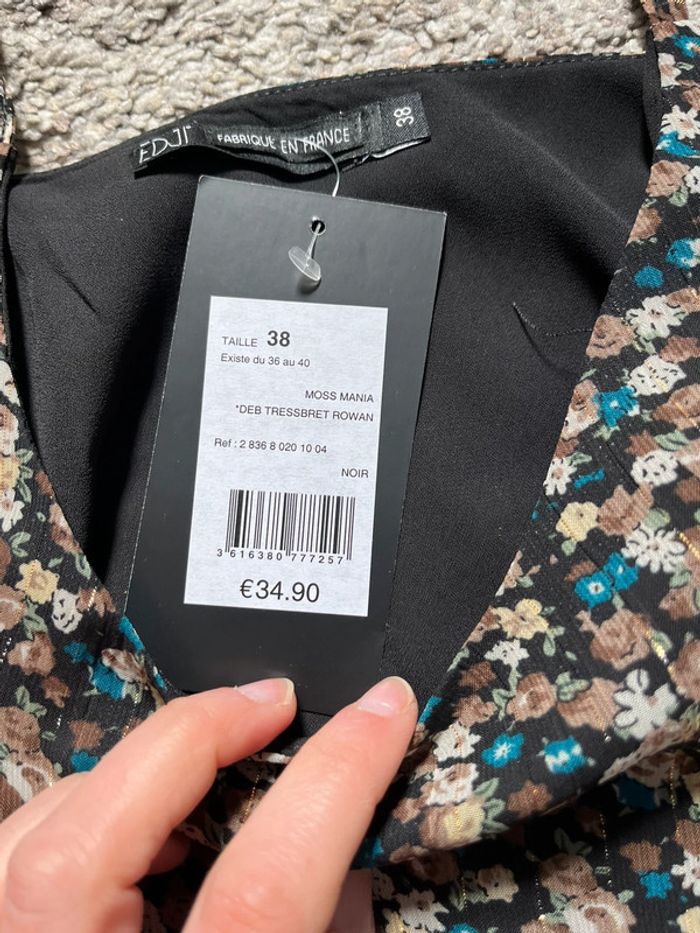 EDJI
FABRIQUE EN FRANCE
38
TAILLE 38
Existe du 36 au 40
MOSS MANIA
*DEB TRESSBRET ROWAN
Ref : 2 836 8 020 10 04
NOIR
3 616380 777257
€34.90